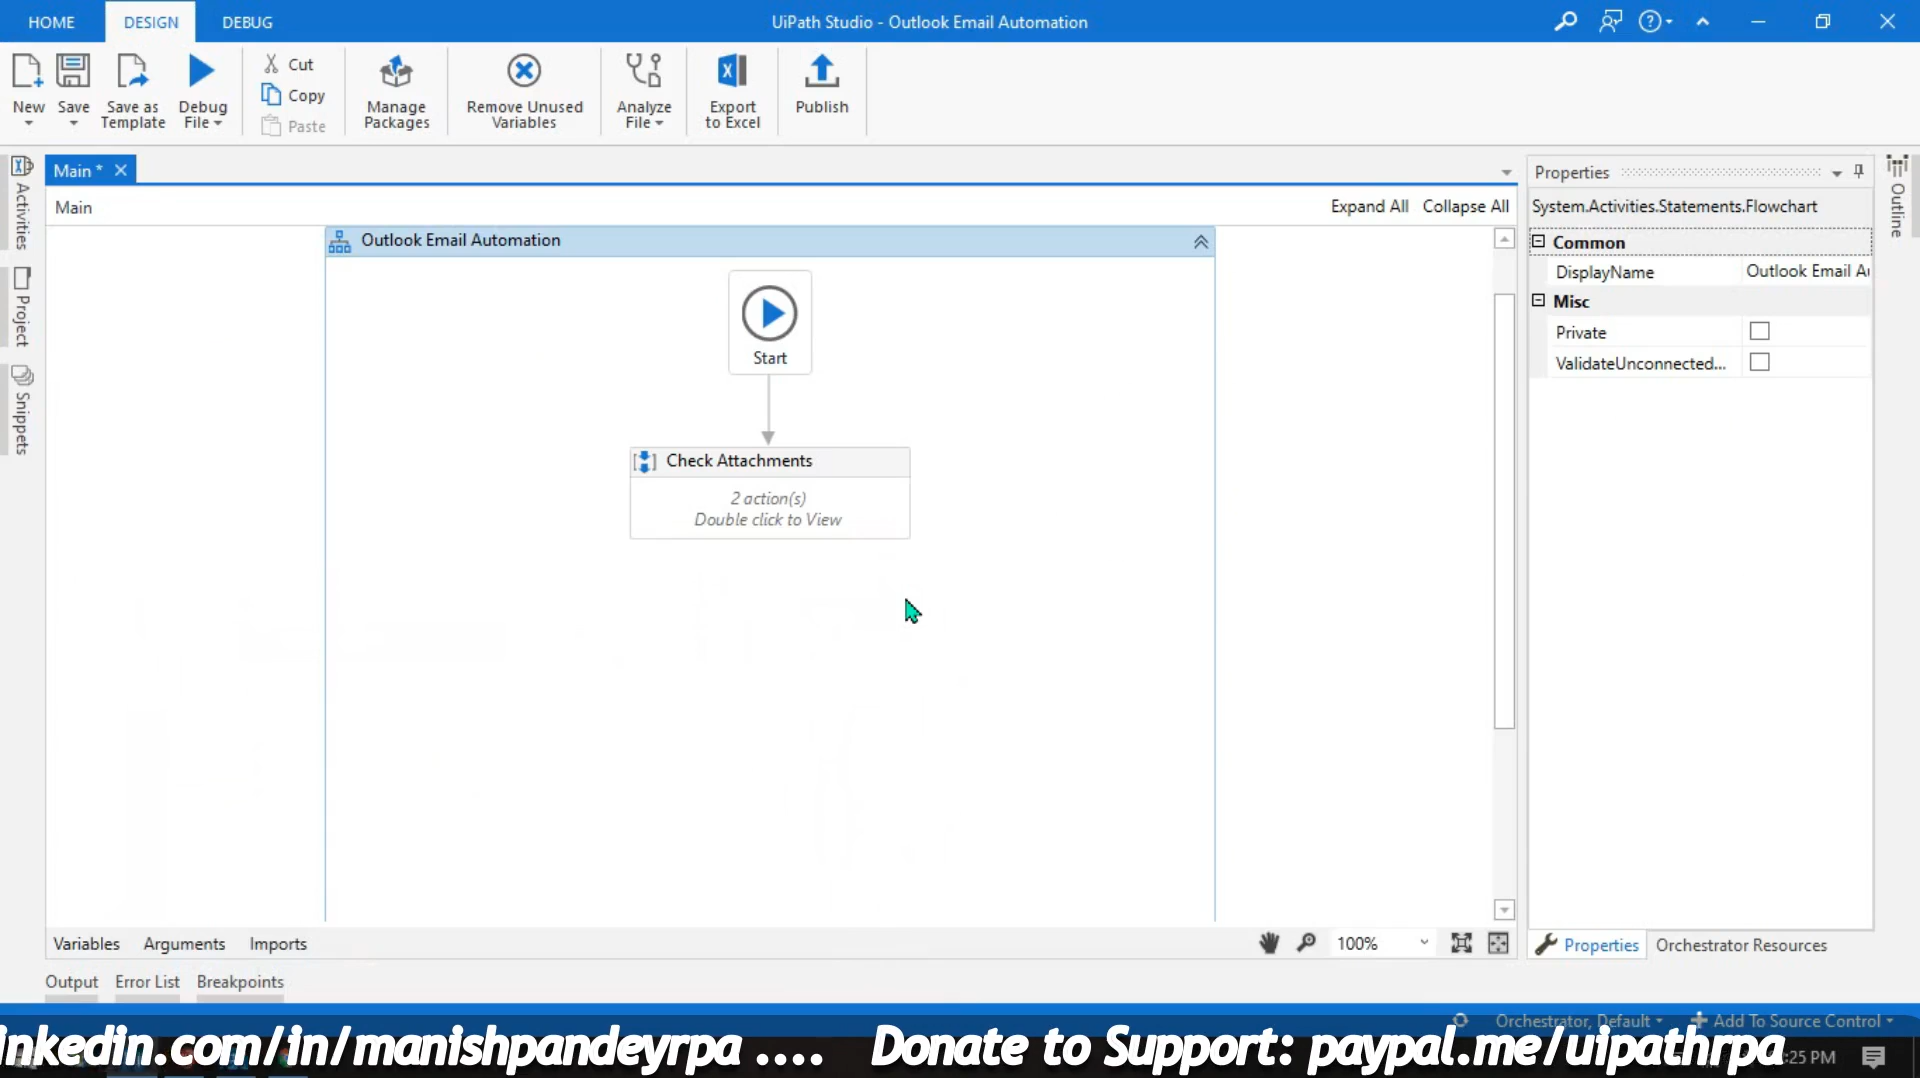 HOME
DESIGN
DEBUG
UiPath Studio - Outlook Email Automation
New
Save
Save as
Template
Debug
File
Cut
Copy
Paste
Manage
Packages
Remove Unused
Variables
Analyze
File
Export
to Excel
Publish
Activities
Project
Snippets
Main *
Main
Expand All
Collapse All
Outlook Email Automation
Start
Check Attachments
2 action(s)
Double click to View
Properties
System.Activities.Statements.Flowchart
Common
DisplayName
Outlook Email Au
Misc
Private
ValidateUnconnected...
Outline
Variables
Arguments
Imports
100%
Properties
Orchestrator Resources
Output
Error List
Breakpoints
Orchestrator, Default
Add To Source Control
inkedin.com/in/manishpandeyrpa .... Donate to Support: paypal.me/uipathrpa
:25 PM